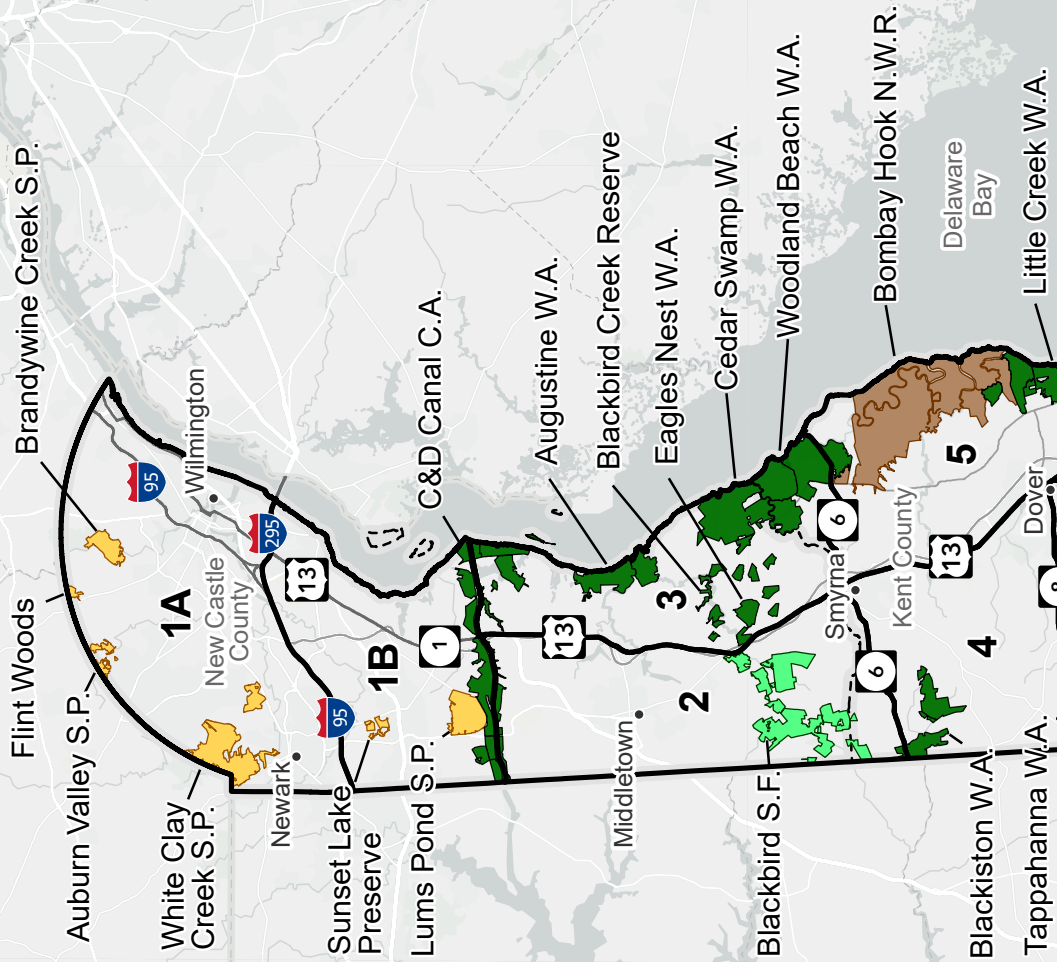 Brandywine Creek S.P.
Flint Woods
Auburn Valley S.P.
White Clay
Creek S.P.
Sunset Lake
Preserve
Lums Pond S.P.
C&D Canal C.A.
Augustine W.A.
Blackbird Creek Reserve
Eagles Nest W.A.
Cedar Swamp W.A.
Woodland Beach W.A.
Bombay Hook N.W.R.
Little Creek W.A.
Delaware
Bay
Blackbird S.F.
Blackiston W.A.
Tappahanna W.A.
Wilmington
New Castle
County
Newark
Middletown
Smyrna
Kent County
Dover
1A
1B
2
3
4
5
95
295
13
95
1
13
6
6
13